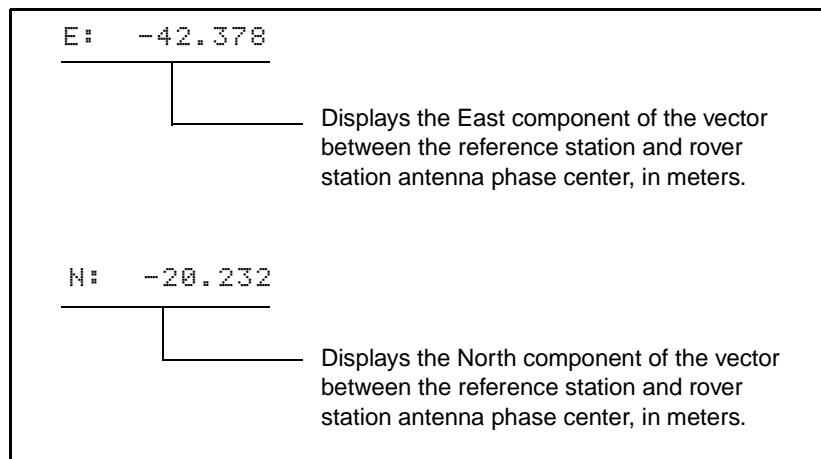 E: -42.378
Displays the East component of the vector
between the reference station and rover
station antenna phase center, in meters.
N: -20.232
Displays the North component of the vector
between the reference station and rover
station antenna phase center, in meters.